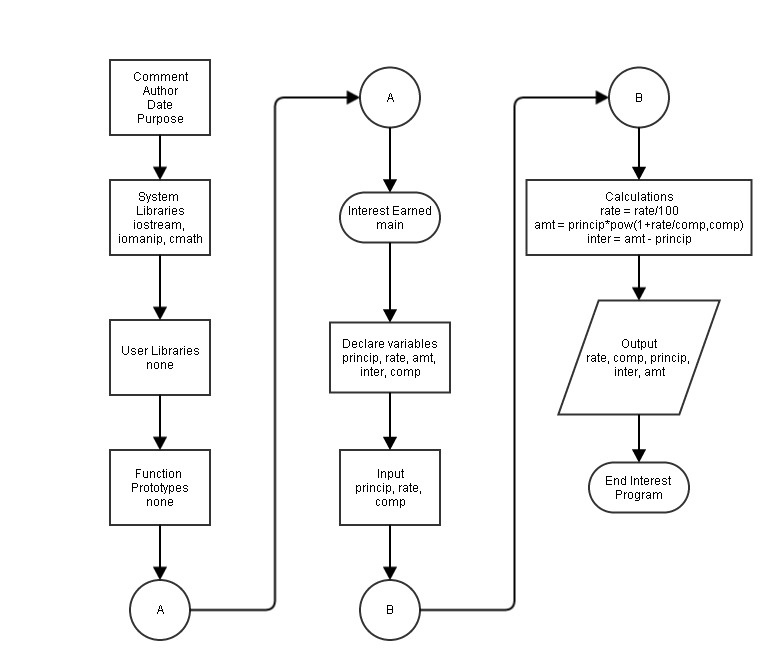 Comment
Author
Date
Purpose
System
Libraries
iostream,
iomanip, cmath
User Libraries
none
Function
Prototypes
none
A
A
Interest Earned
main
Declare variables
princip, rate, amt,
inter, comp
Input
princip, rate,
comp
B
B
Calculations
rate = rate/100
amt = princip*pow(1+rate/comp,comp)
inter = amt - princip
Output
rate, comp, princip,
inter, amt
End Interest
Program